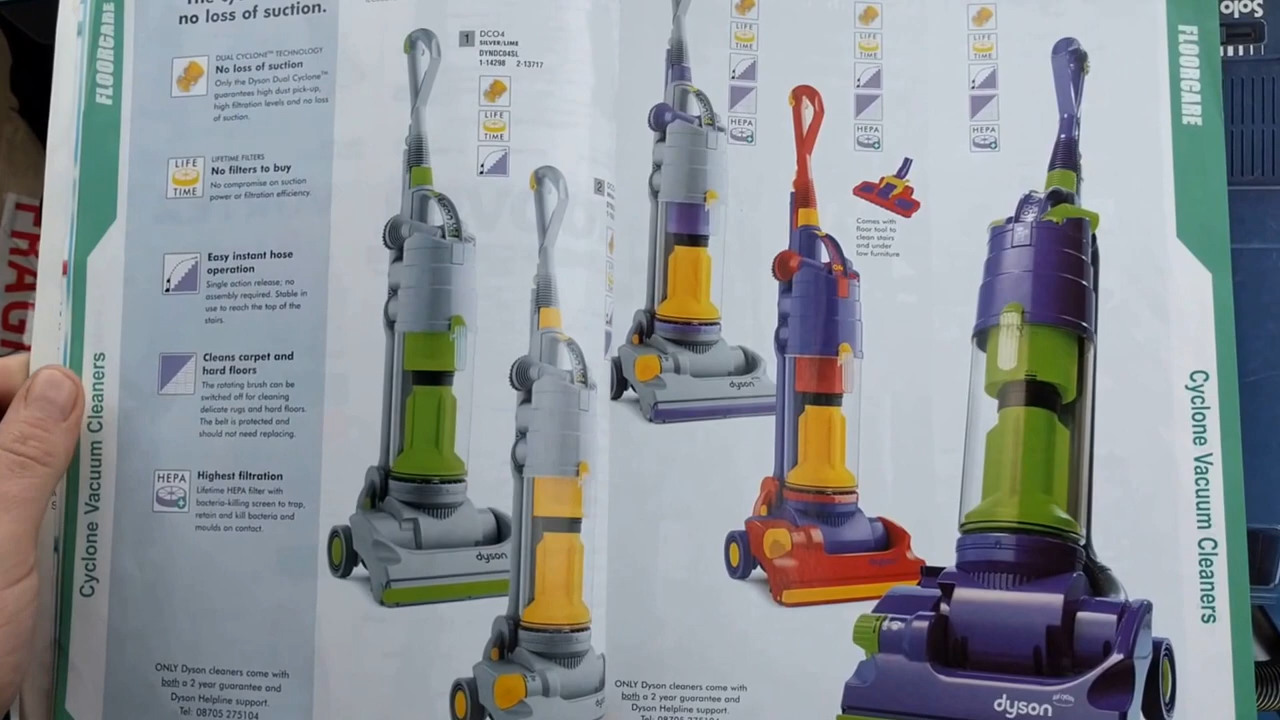 no loss of suction.
FLOORCARE
DUAL CYCLONE™ TECHNOLOGY
No loss of suction
Only the Dyson Dual Cyclone™
guarantees high dust pick-up,
high filtration levels and no loss
of suction.
LIFE
TIME
LIFETIME FILTERS
No filters to buy
No compromise on suction
power or filtration efficiency.
Easy instant hose
operation
Single action release; no
assembly required. Stable in
use to reach the top of the
stairs.
Cleans carpet and
hard floors
The rotating brush can be
switched off for cleaning
delicate rugs and hard floors.
The belt is protected and
should not need replacing.
HEPA
Highest filtration
Lifetime HEPA filter with
bacteria-killing screen to trap,
retain and kill bacteria and
moulds on contact.
ONLY Dyson cleaners come with
both a 2 year guarantee and
Dyson Helpline support.
Tel: 08705 275104
Cyclone Vacuum Cleaners
1
DC04
SILVER/LIME
DYNDC04SL
1-14298 2-13717
LIFE
TIME
dyson
2
LIFE
TIME
HEPA
dyson
LIFE
TIME
HEPA
Comes with
floor tool to
clean stairs
and under
low furniture
LIFE
TIME
HEPA
dyson
ONLY Dyson cleaners come with
both a 2 year guarantee and
Dyson Helpline support.
Tel: 08705 275104
FLOORCARE
Cyclone Vacuum Cleaners
Solo